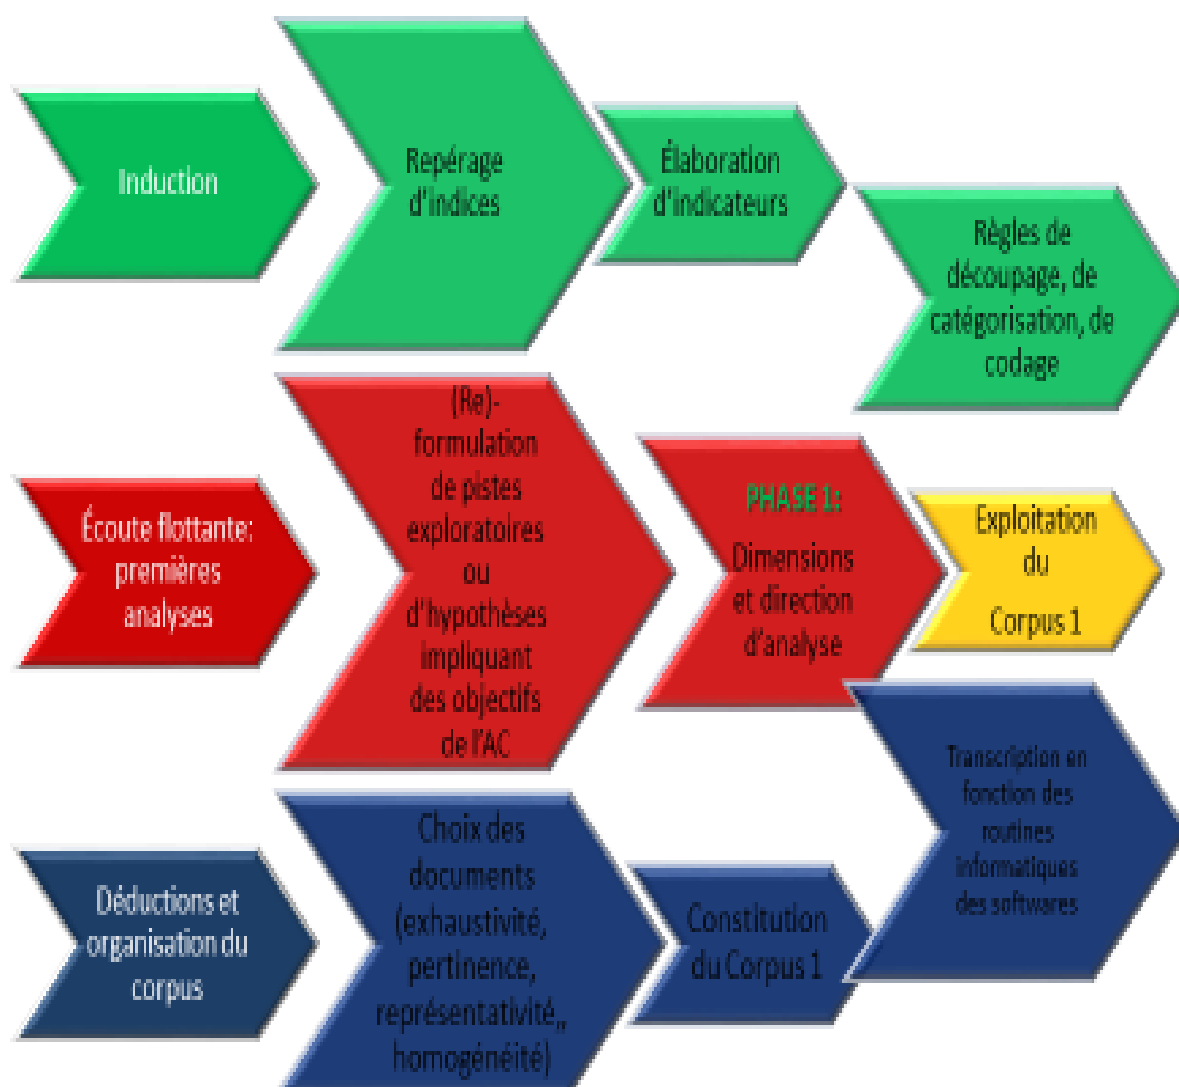 Induction
Repérage
d'indices
Élaboration
d'indicateurs
Règles de
découpage, de
catégorisation, de
codage
Écoute flottante:
premières
analyses
(Re)-
formulation
de pistes
exploratoires
ou
d'hypothèses
impliquant
des objectifs
de l'AC
PHASE 1:
Dimensions
et direction
d'analyse
Exploitation
du
Corpus 1
Déductions et
organisation du
corpus
Choix des
documents
(exhaustivité,
pertinence,
représentativité,,
homogénéité)
Constitution
du Corpus 1
Transcription en
fonction des
routines
informatiques
des softwares